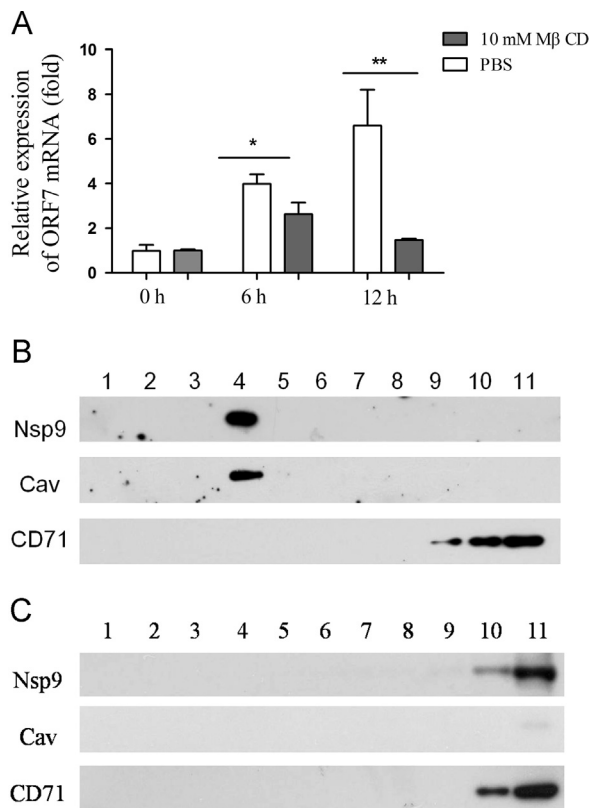 A
10 mM Mβ CD
PBS
Relative expression
of ORF7 mRNA (fold)
10
8
6
4
2
0
*
**
0 h 6 h 12 h
B
1 2 3 4 5 6 7 8 9 10 11
Nsp9
Cav
CD71
C
1 2 3 4 5 6 7 8 9 10 11
Nsp9
Cav
CD71